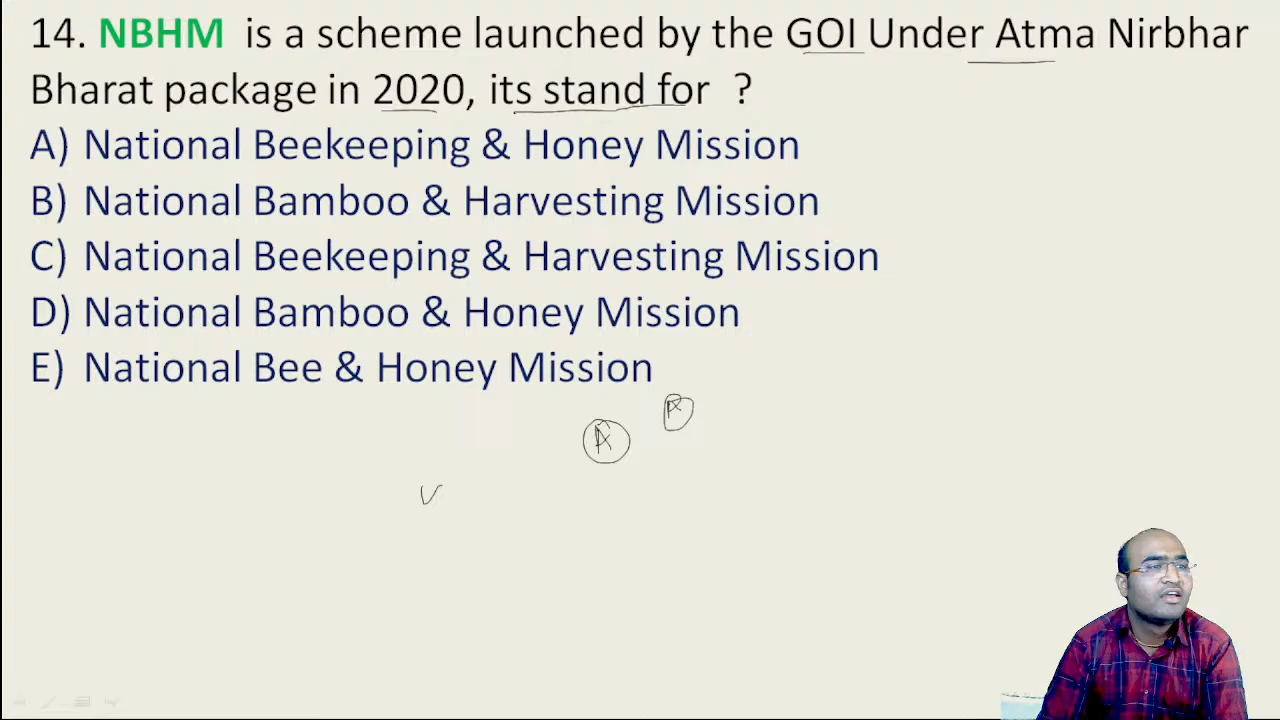 14. NBHM is a scheme launched by the GOI Under Atma Nirbhar
Bharat package in 2020, its stand for ?
A) National Beekeeping & Honey Mission
B) National Bamboo & Harvesting Mission
C) National Beekeeping & Harvesting Mission
D) National Bamboo & Honey Mission
E) National Bee & Honey Mission
A
A
V